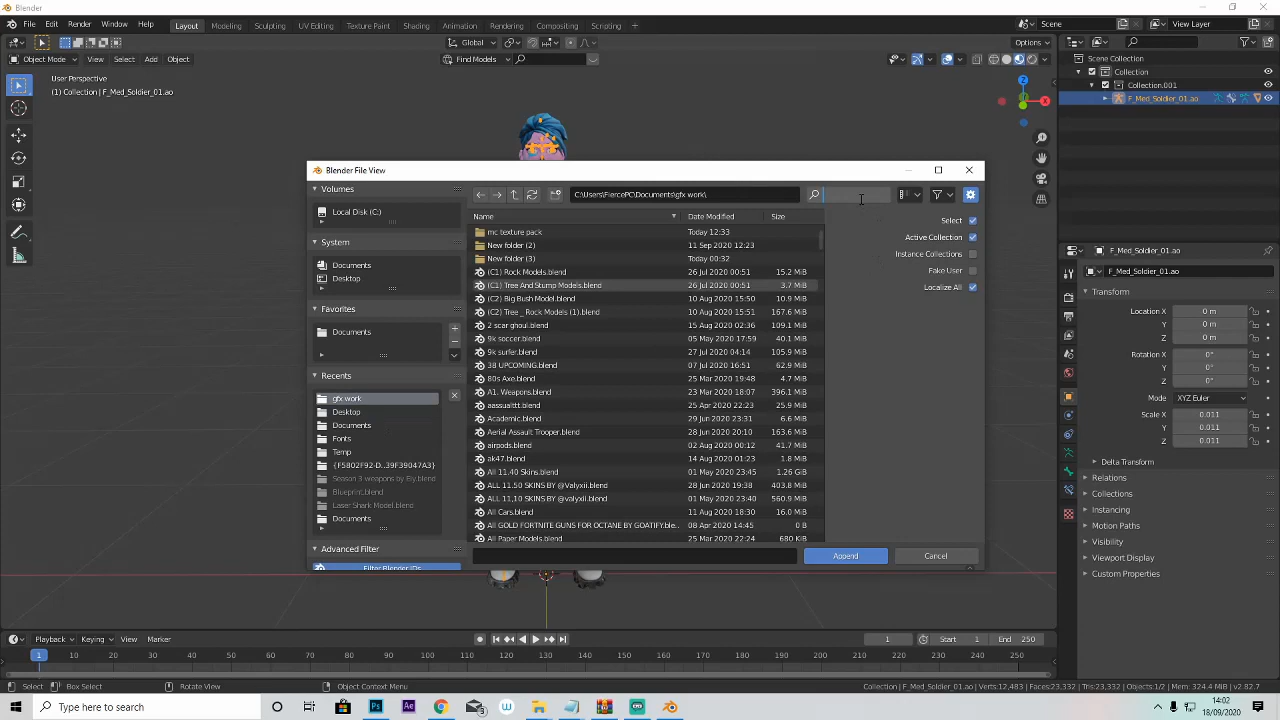 Blender
File Edit Render Window Help Layout Modeling Sculpting UV Editing Texture Paint Shading Animation Rendering Compositing Scripting + Scene View Layer
Global Options
Object Mode View Select Add Object Find Models
User Perspective
(1) Collection | F_Med_Soldier_01.ao
Scene Collection
Collection
Collection.001
F_Med_Soldier_01.ao
Z
X
Blender File View
Volumes
Local Disk (C:)
System
Documents
Desktop
Favorites
Documents
Recents
gfx work
Desktop
Documents
Fonts
Temp
{F5802F92-D..39F39047A3}
Season 3 weapons by Ely.blend
Blueprint.blend
Laser Shark Model.blend
Documents
Advanced Filter
Filter Blender IDs
C:\Users\FiercePC\Documents\gfx work\
Name Date Modified Size
mc texture pack Today 12:33
New folder (2) 11 Sep 2020 12:23
New folder (3) Today 00:32
(C1) Rock Models.blend 26 Jul 2020 00:51 15.2 MiB
(C1) Tree And Stump Models.blend 26 Jul 2020 00:51 3.7 MiB
(C2) Big Bush Model.blend 10 Aug 2020 15:50 10.9 MiB
(C2) Tree _ Rock Models (1).blend 10 Aug 2020 15:51 167.6 MiB
2 scar ghoul.blend 15 Aug 2020 02:36 109.1 MiB
9k soccer.blend 05 May 2020 17:59 40.1 MiB
9k surfer.blend 27 Jul 2020 04:14 105.9 MiB
38 UPCOMING.blend 07 Jul 2020 16:51 62.9 MiB
80s Axe.blend 25 Mar 2020 19:48 4.7 MiB
A1. Weapons.blend 23 Mar 2020 18:07 396.1 MiB
aassualttt.blend 25 Apr 2020 22:23 25.9 MiB
Academic.blend 29 Jun 2020 23:31 6.6 MiB
Aerial Assault Trooper.blend 28 Jun 2020 20:10 163.6 MiB
airpods.blend 02 Aug 2020 00:12 41.7 MiB
ak47.blend 14 Aug 2020 01:23 1.8 MiB
All 11.40 Skins.blend 01 May 2020 23:45 1.26 GiB
ALL 11.50 SKINS BY @Valyxii.blend 28 Jun 2020 19:38 403.8 MiB
ALL 11,10 SKINS BY @valyxii.blend 01 May 2020 23:40 560.9 MiB
All Cars.blend 11 Aug 2020 18:30 16.0 MiB
All GOLD FORTNITE GUNS FOR OCTANE BY GOATIFY.ble.. 08 Apr 2020 14:45 0 B
All Paper Models.blend 25 Mar 2020 22:24 680 KiB
Select
Active Collection
Instance Collections
Fake User
Localize All
Append Cancel
F_Med_Soldier_01.ao
F_Med_Soldier_01.ao
Transform
Location X 0 m
Y 0 m
Z 0 m
Rotation X 0°
Y 0°
Z 0°
Mode XYZ Euler
Scale X 0.011
Y 0.011
Z 0.011
Delta Transform
Relations
Collections
Instancing
Motion Paths
Visibility
Viewport Display
Custom Properties
Playback Keying View Marker 1 Start 1 End 250
1 10 20 30 40 50 60 70 80 90 100 110 120 130 140 150 160 170 180 190 200 210 220 230 240 250
Select Box Select Rotate View Object Context Menu Collection | F_Med_Soldier_01.ao | Verts:12,483 | Faces:23,332 | Tris:23,332 | Objects:1/2 | Mem: 324.4 MiB | v2.82.7
Type here to search
14:02
18/09/2020